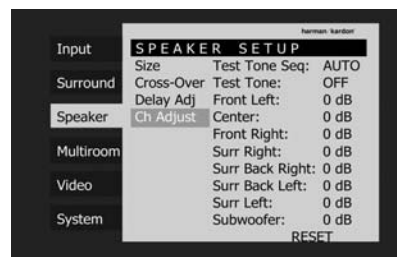 harman/kardon
Input
Surround
Speaker
Multiroom
Video
System
SPEAKER SETUP
Size
Cross-Over
Delay Adj
Ch Adjust
Test Tone Seq: AUTO
Test Tone: OFF
Front Left: 0 dB
Center: 0 dB
Front Right: 0 dB
Surr Right: 0 dB
Surr Back Right: 0 dB
Surr Back Left: 0 dB
Surr Left: 0 dB
Subwoofer: 0 dB
RESET